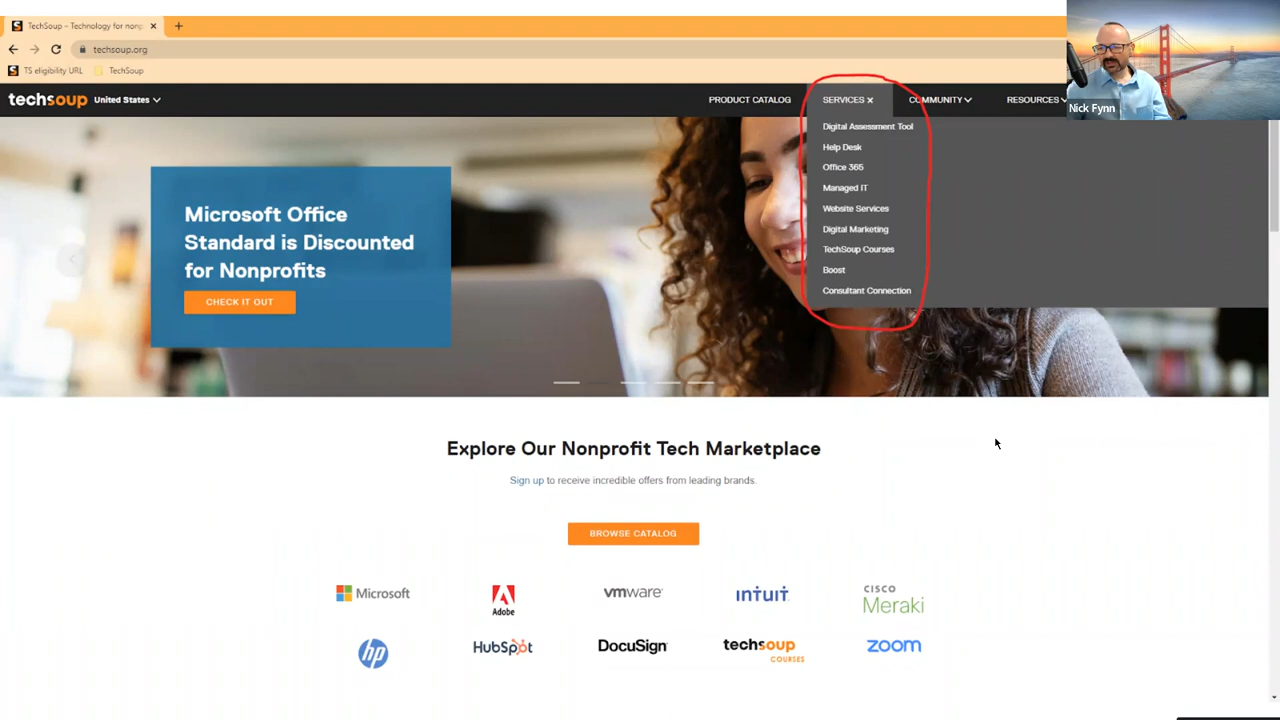 TechSoup – Technology for nonp
techsoup.org
TS eligibility URL
TechSoup
techsoup United States
PRODUCT CATALOG
SERVICES
COMMUNITY
RESOURCES
Nick Fynn
Digital Assessment Tool
Help Desk
Office 365
Managed IT
Website Services
Digital Marketing
TechSoup Courses
Boost
Consultant Connection
Microsoft Office
Standard is Discounted
for Nonprofits
CHECK IT OUT
Explore Our Nonprofit Tech Marketplace
Sign up to receive incredible offers from leading brands.
BROWSE CATALOG
Microsoft
Adobe
vmware
intuit
CISCO
Meraki
hp
HubSpot
DocuSign
techsoup
COURSES
zoom